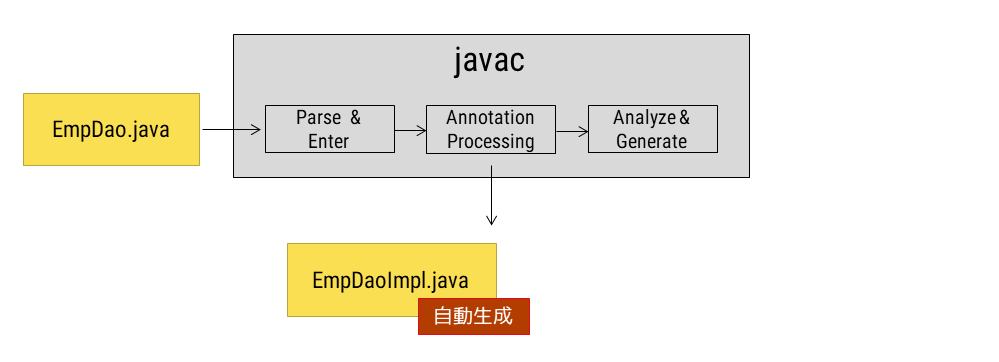 javac
EmpDao.java
Parse &
Enter
Annotation
Processing
Analyze &
Generate
EmpDaoImpl.java
自動生成